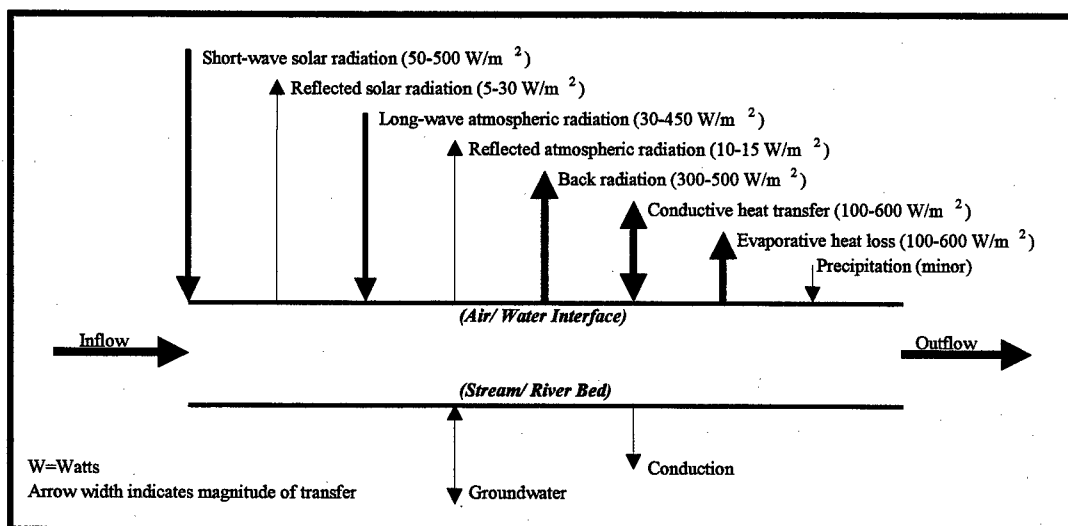 Short-wave solar radiation (50-500 W/m ²)
Reflected solar radiation (5-30 W/m ²)
Long-wave atmospheric radiation (30-450 W/m ²)
Reflected atmospheric radiation (10-15 W/m ²)
Back radiation (300-500 W/m ²)
Conductive heat transfer (100-600 W/m ²)
Evaporative heat loss (100-600 W/m ²)
Precipitation (minor)
(Air/ Water Interface)
Inflow
Outflow
(Stream/ River Bed)
W=Watts
Conduction
Arrow width indicates magnitude of transfer
Groundwater